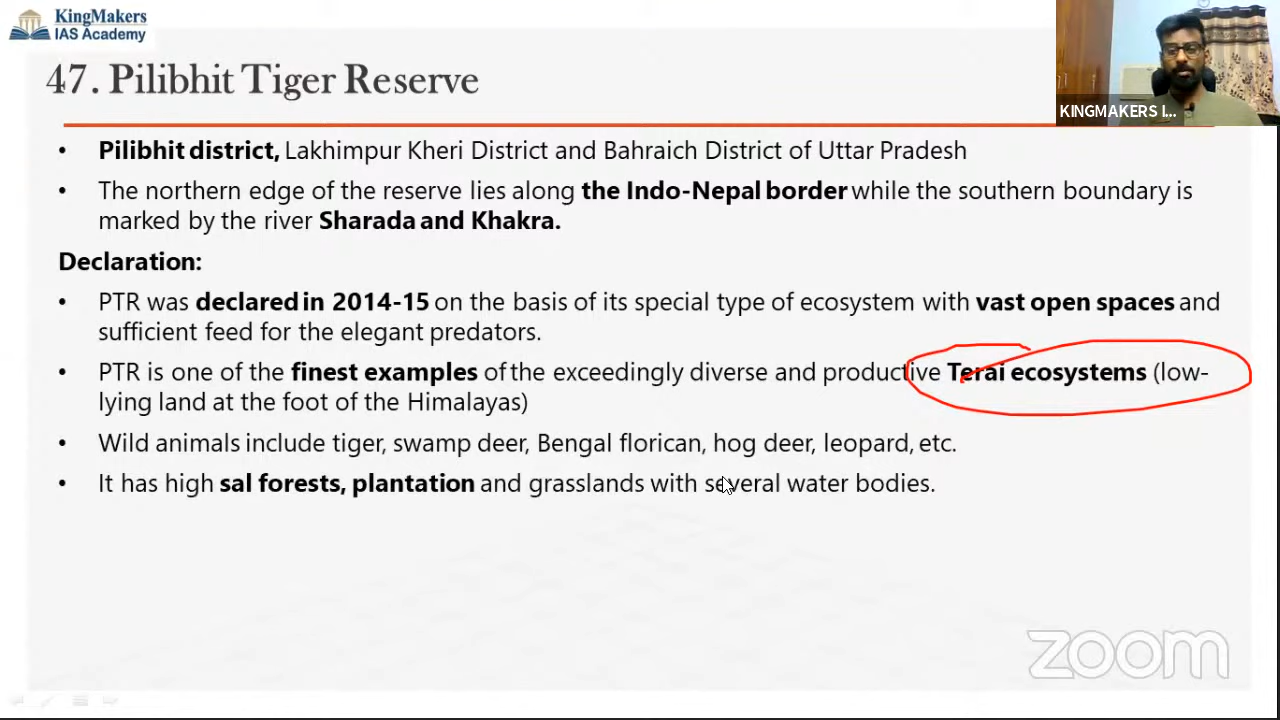 KingMakers
IAS Academy
KINGMAKERS I...
47. Pilibhit Tiger Reserve
• Pilibhit district, Lakhimpur Kheri District and Bahraich District of Uttar Pradesh
• The northern edge of the reserve lies along the Indo-Nepal border while the southern boundary is
marked by the river Sharada and Khakra.
Declaration:
• PTR was declared in 2014-15 on the basis of its special type of ecosystem with vast open spaces and
sufficient feed for the elegant predators.
• PTR is one of the finest examples of the exceedingly diverse and productive Terai ecosystems (low-
lying land at the foot of the Himalayas)
• Wild animals include tiger, swamp deer, Bengal florican, hog deer, leopard, etc.
• It has high sal forests, plantation and grasslands with several water bodies.
zoom